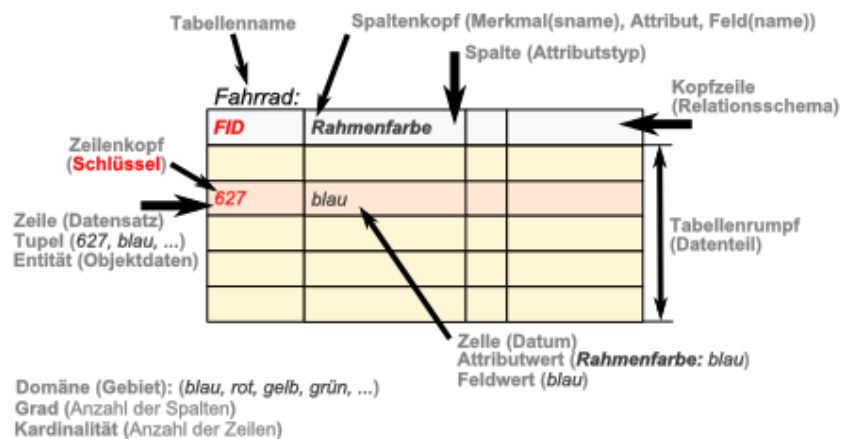 Tabellenname
Spaltenkopf (Merkmal(sname), Attribut, Feld(name))
Spalte (Attributstyp)
Kopfzeile
(Relationsschema)
Fahrrad:
FID Rahmenfarbe
Zeilenkopf
(Schlüssel)
627 blau
Zeile (Datensatz)
Tupel (627, blau, ...)
Entität (Objektdaten)
Tabellenrumpf
(Datenteil)
Zelle (Datum)
Attributwert (Rahmenfarbe: blau)
Feldwert (blau)
Domäne (Gebiet): (blau, rot, gelb, grün, ...)
Grad (Anzahl der Spalten)
Kardinalität (Anzahl der Zeilen)